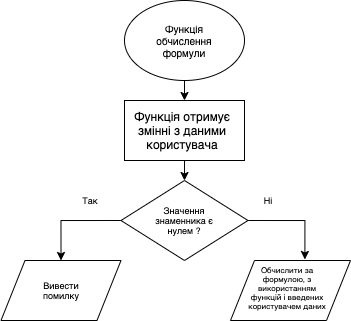 Функція
обчислення
формули
Функція отримує
змінні з даними
користувача
Так
Ні
Значення
знаменника є
нулем ?
Вивести
помилку
Обчислити за
формулою, з
використанням
функцій і введених
користувачем даних